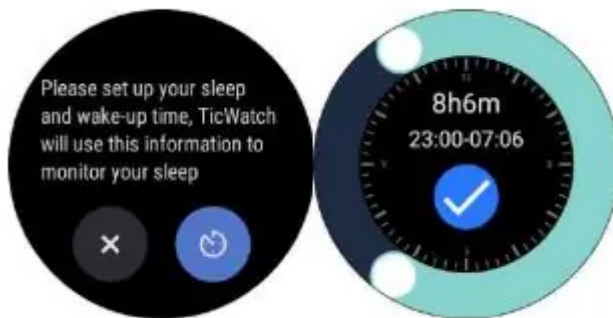 Please set up your sleep
and wake-up time, TicWatch
will use this information to
monitor your sleep
8h6m
23:00-07:06